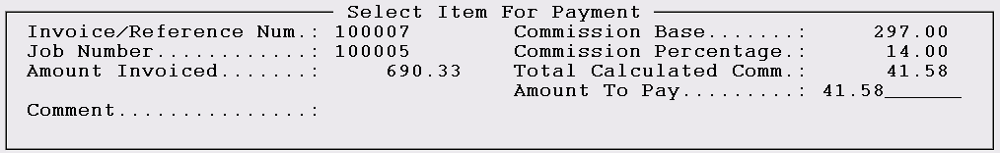 Select Item For Payment
Invoice/Reference Num.: 100007 Commission Base.......: 297.00
Job Number.............: 100005 Commission Percentage.: 14.00
Amount Invoiced........: 690.33 Total Calculated Comm.: 41.58
Amount To Pay.........: 41.58______
Comment................: